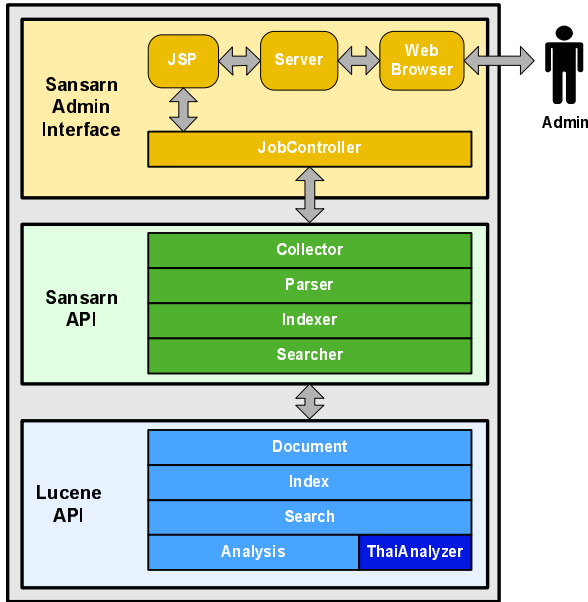 Sansarn
Admin
Interface
JSP
Server
Web
Browser
Admin
JobController
Sansarn
API
Collector
Parser
Indexer
Searcher
Lucene
API
Document
Index
Search
Analysis
ThaiAnalyzer